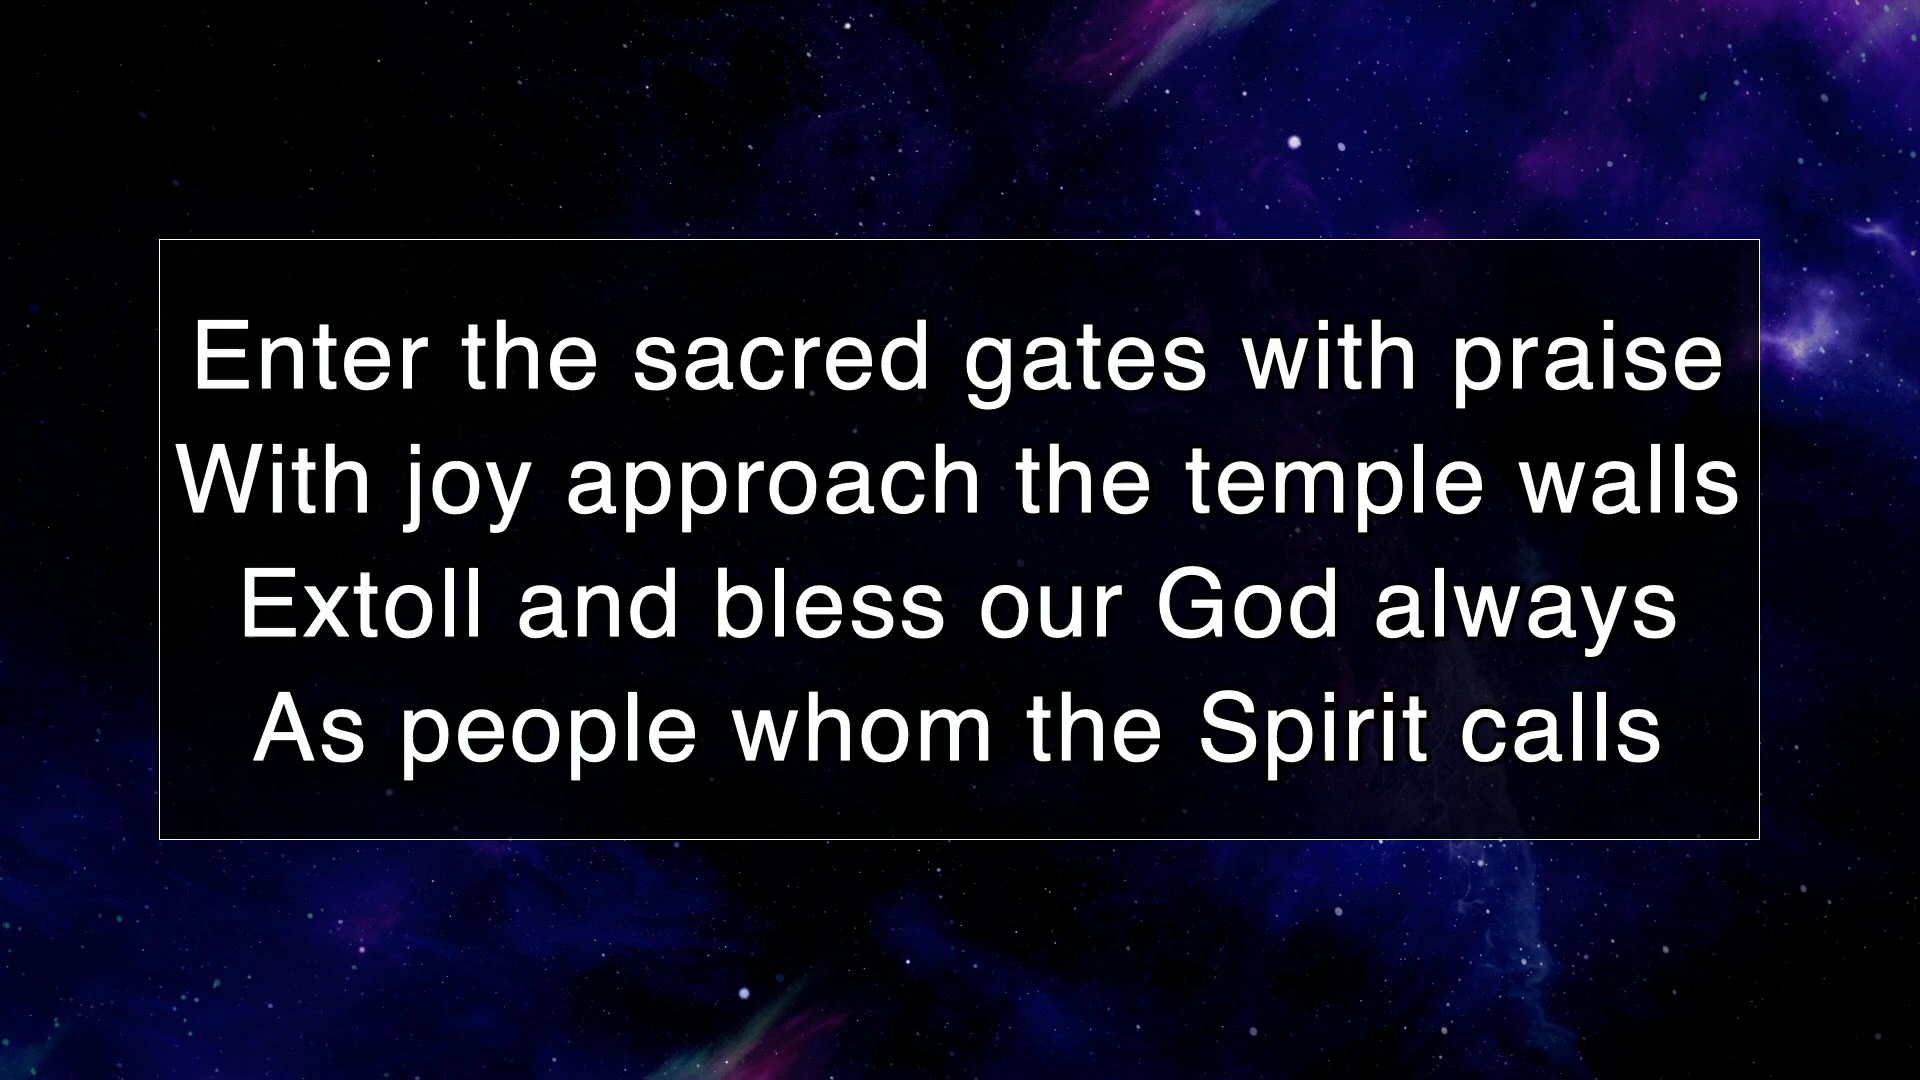 Enter the sacred gates with praise
With joy approach the temple walls
Extoll and bless our God always
As people whom the Spirit calls